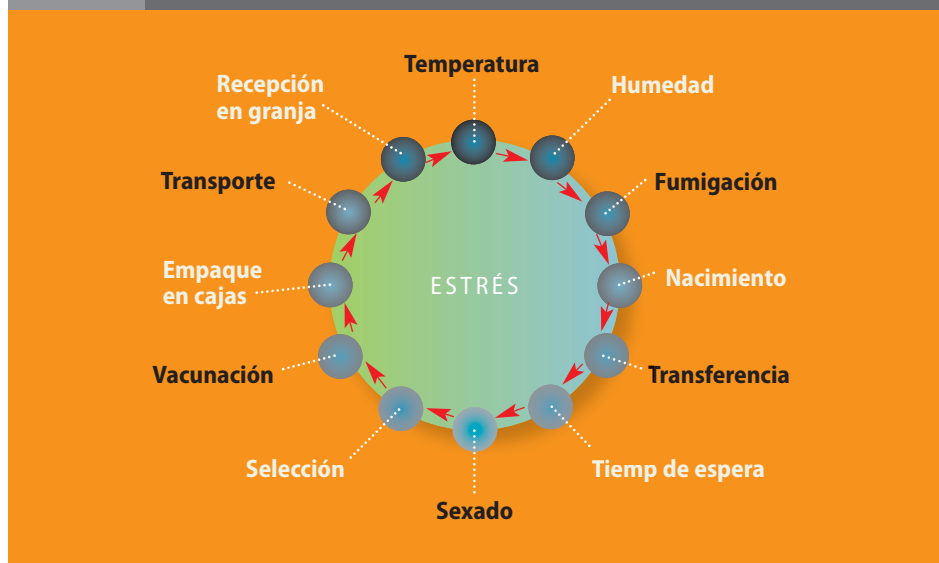 Temperatura
Humedad
Fumigación
Nacimiento
Transferencia
Tiemp de espera
Sexado
Selección
Vacunación
Empaque
en cajas
Transporte
Recepción
en granja
ESTRÉS